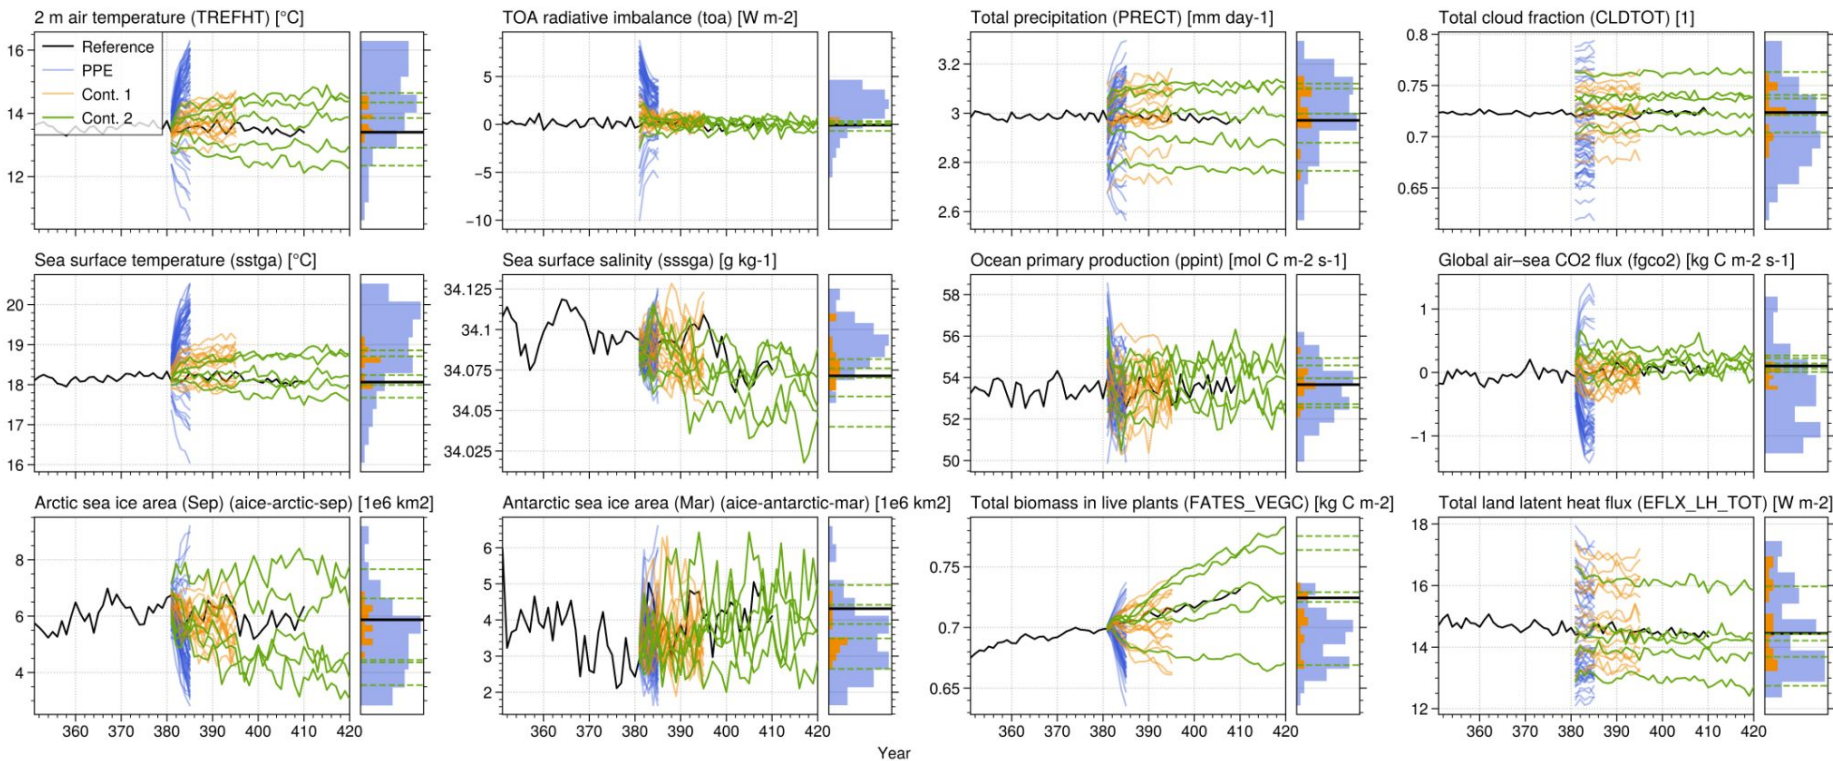 2 m air temperature (TREFHT) [°C]
TOA radiative imbalance (toa) [W m-2]
Total precipitation (PRECT) [mm day-1]
Total cloud fraction (CLDTOT) [1]
16
14
12
Reference
PPE
Cont. 1
Cont. 2
5
0
−5
−10
3.2
3
2.8
2.6
0.8
0.75
0.7
0.65
Sea surface temperature (sstga) [°C]
Sea surface salinity (sssga) [g kg-1]
Ocean primary production (ppint) [mol C m-2 s-1]
Global air–sea CO2 flux (fgco2) [kg C m-2 s-1]
20
19
18
17
16
34.125
34.1
34.075
34.05
34.025
58
56
54
52
50
1
0
−1
Arctic sea ice area (Sep) (aice-arctic-sep) [1e6 km2]
Antarctic sea ice area (Mar) (aice-antarctic-mar) [1e6 km2]
Total biomass in live plants (FATES_VEGC) [kg C m-2]
Total land latent heat flux (EFLX_LH_TOT) [W m-2]
8
6
4
6
5
4
3
2
0.75
0.7
0.65
18
16
14
12
360 370 380 390 400 410 420
360 370 380 390 400 410 420
360 370 380 390 400 410 420
360 370 380 390 400 410 420
Year